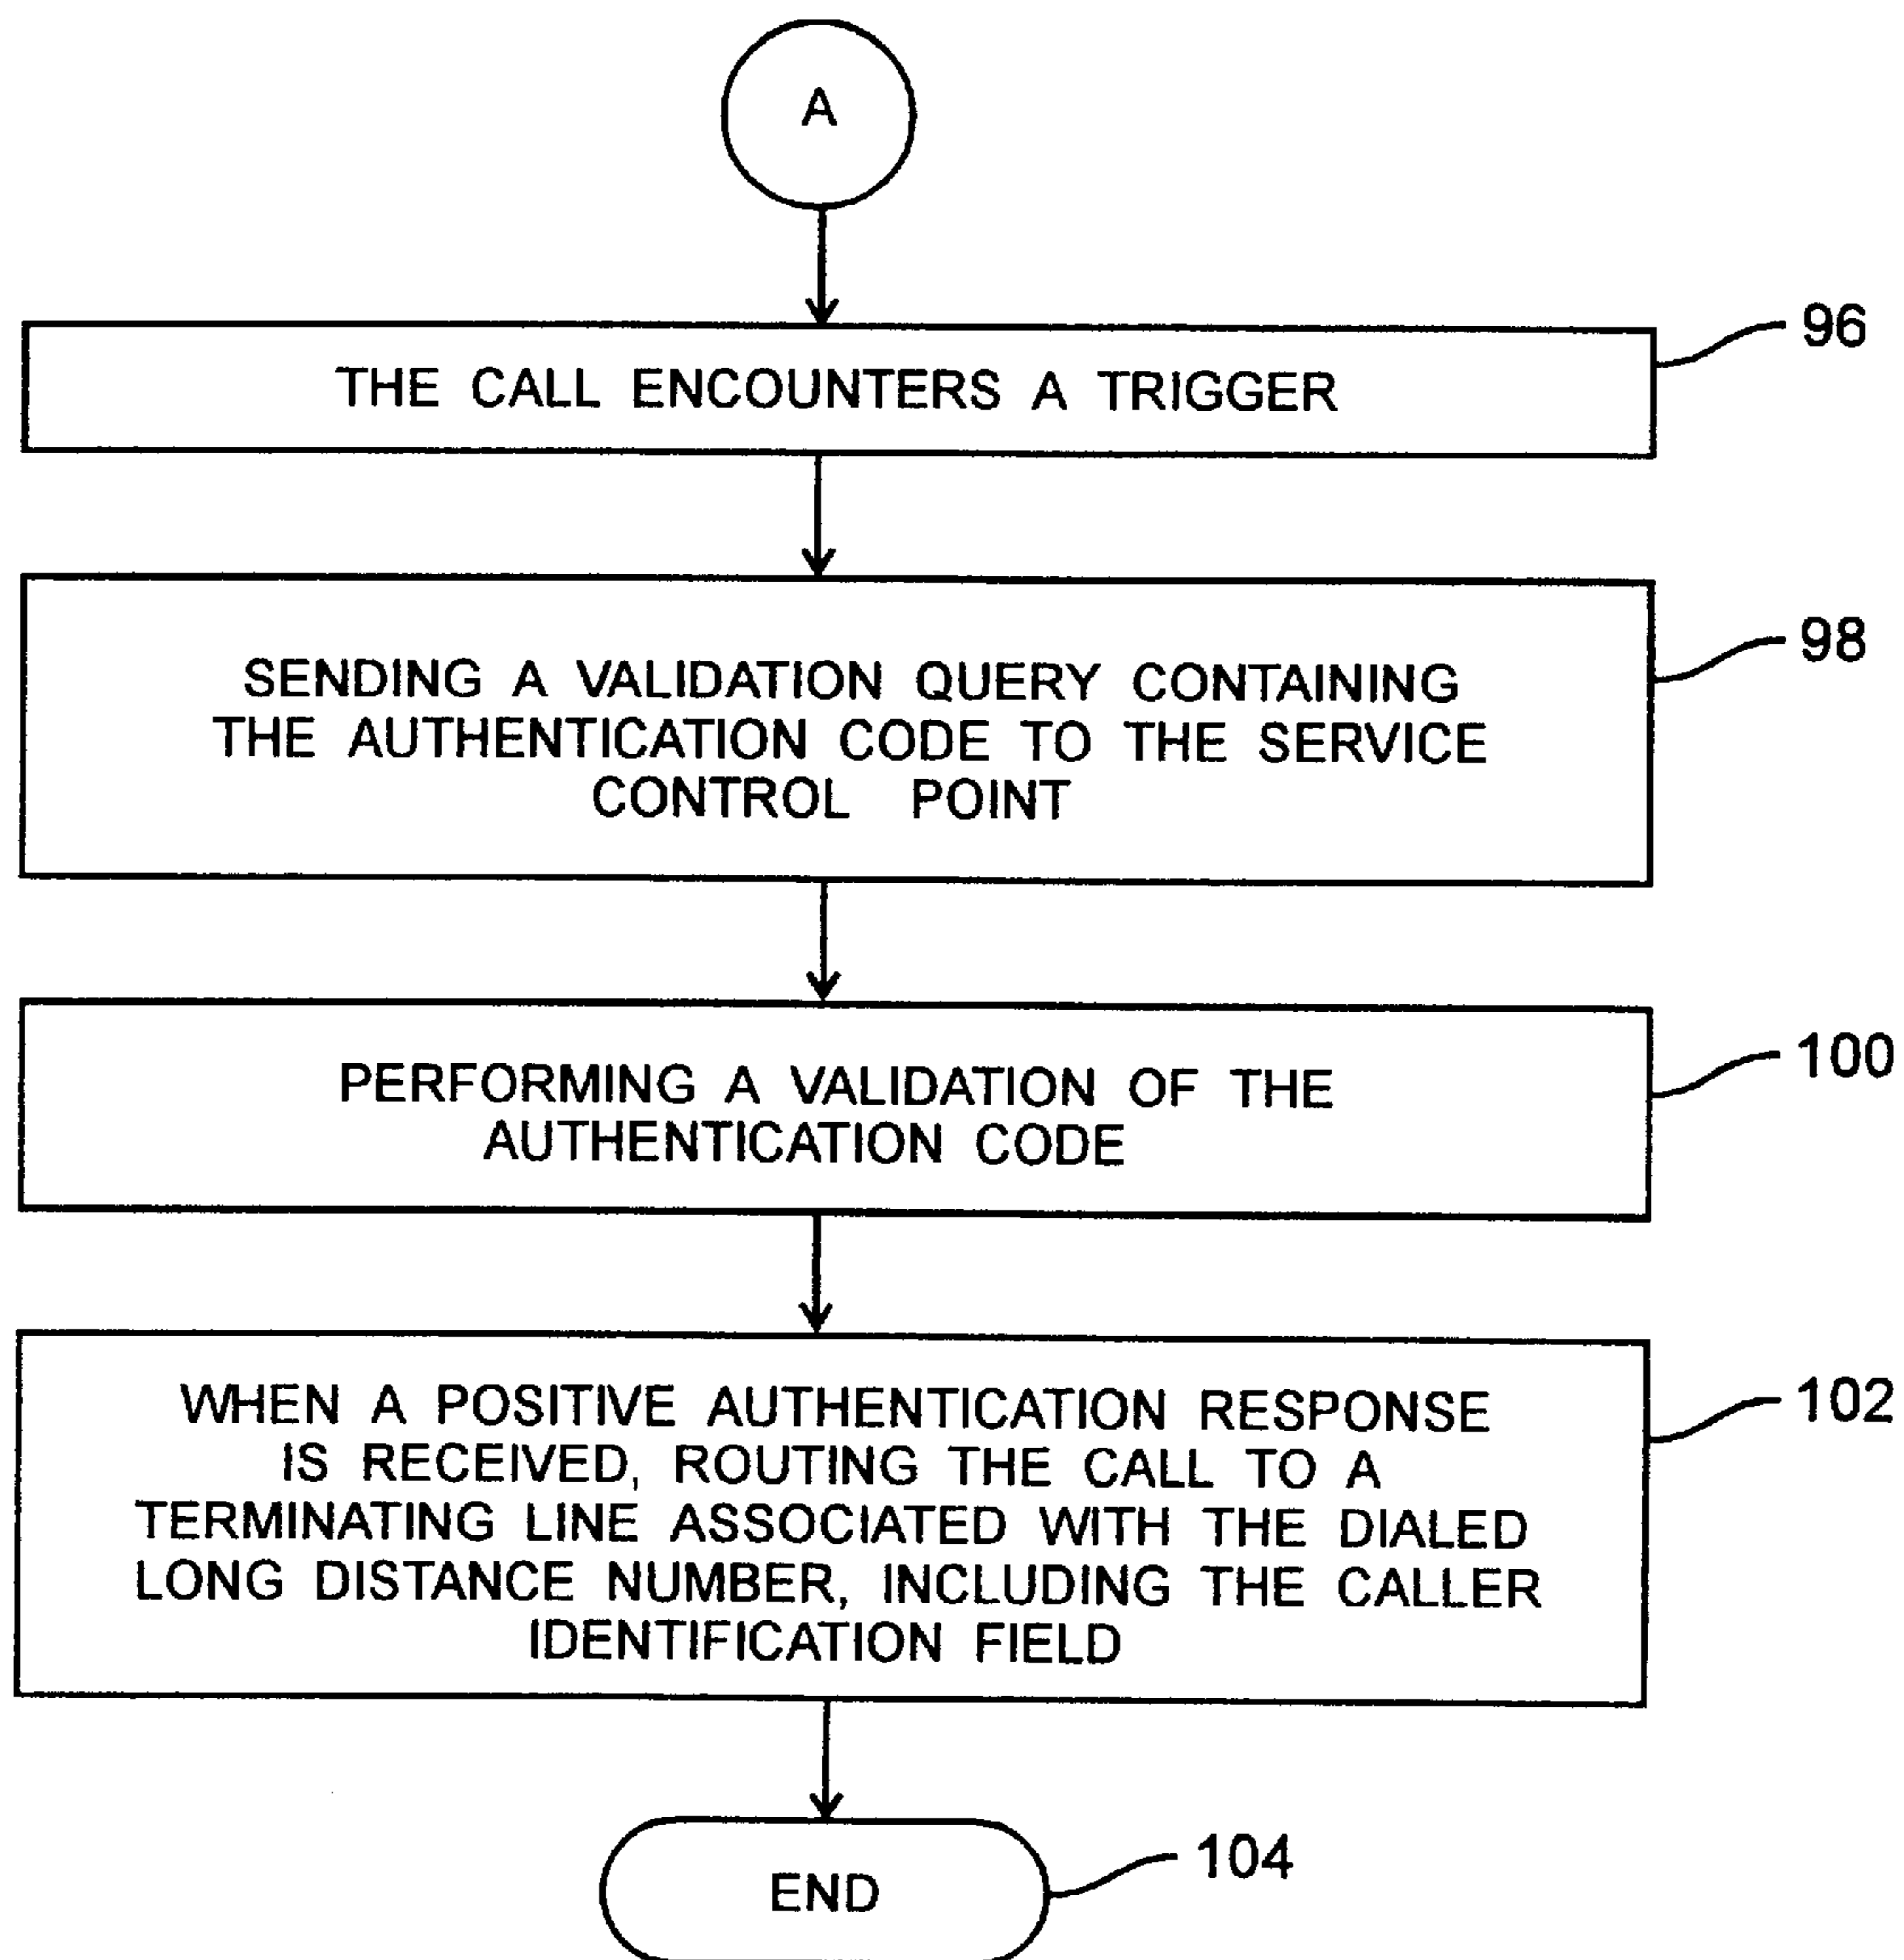 A
THE CALL ENCOUNTERS A TRIGGER
96
SENDING A VALIDATION QUERY CONTAINING
THE AUTHENTICATION CODE TO THE SERVICE
CONTROL POINT
98
PERFORMING A VALIDATION OF THE
AUTHENTICATION CODE
100
WHEN A POSITIVE AUTHENTICATION RESPONSE
IS RECEIVED, ROUTING THE CALL TO A
TERMINATING LINE ASSOCIATED WITH THE DIALED
LONG DISTANCE NUMBER, INCLUDING THE CALLER
IDENTIFICATION FIELD
102
END
104